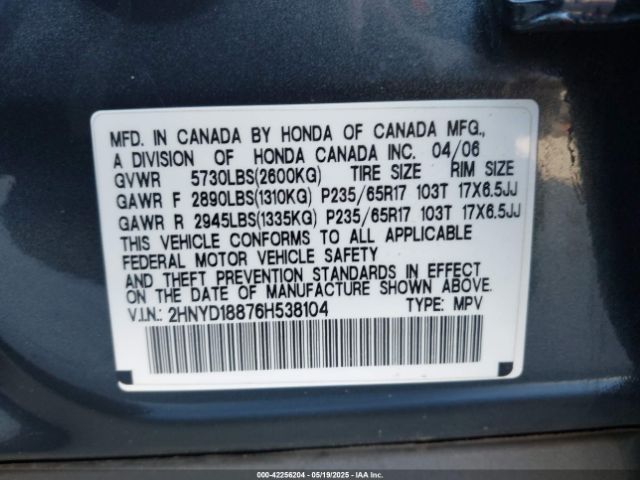 MFD. IN CANADA BY HONDA OF CANADA MFG.,
A DIVISION OF HONDA CANADA INC. 04/06
GVWR 5730LBS(2600KG) TIRE SIZE RIM SIZE
GAWR F 2890LBS(1310KG) P235/65R17 103T 17X6.5JJ
GAWR R 2945LBS(1335KG) P235/65R17 103T 17X6.5JJ
THIS VEHICLE CONFORMS TO ALL APPLICABLE
FEDERAL MOTOR VEHICLE SAFETY
AND THEFT PREVENTION STANDARDS IN EFFECT
ON THE DATE OF MANUFACTURE SHOWN ABOVE.
V.I.N.: 2HNYD18876H538104 TYPE: MPV
000-42256204 - 05/19/2025 - IAA Inc.